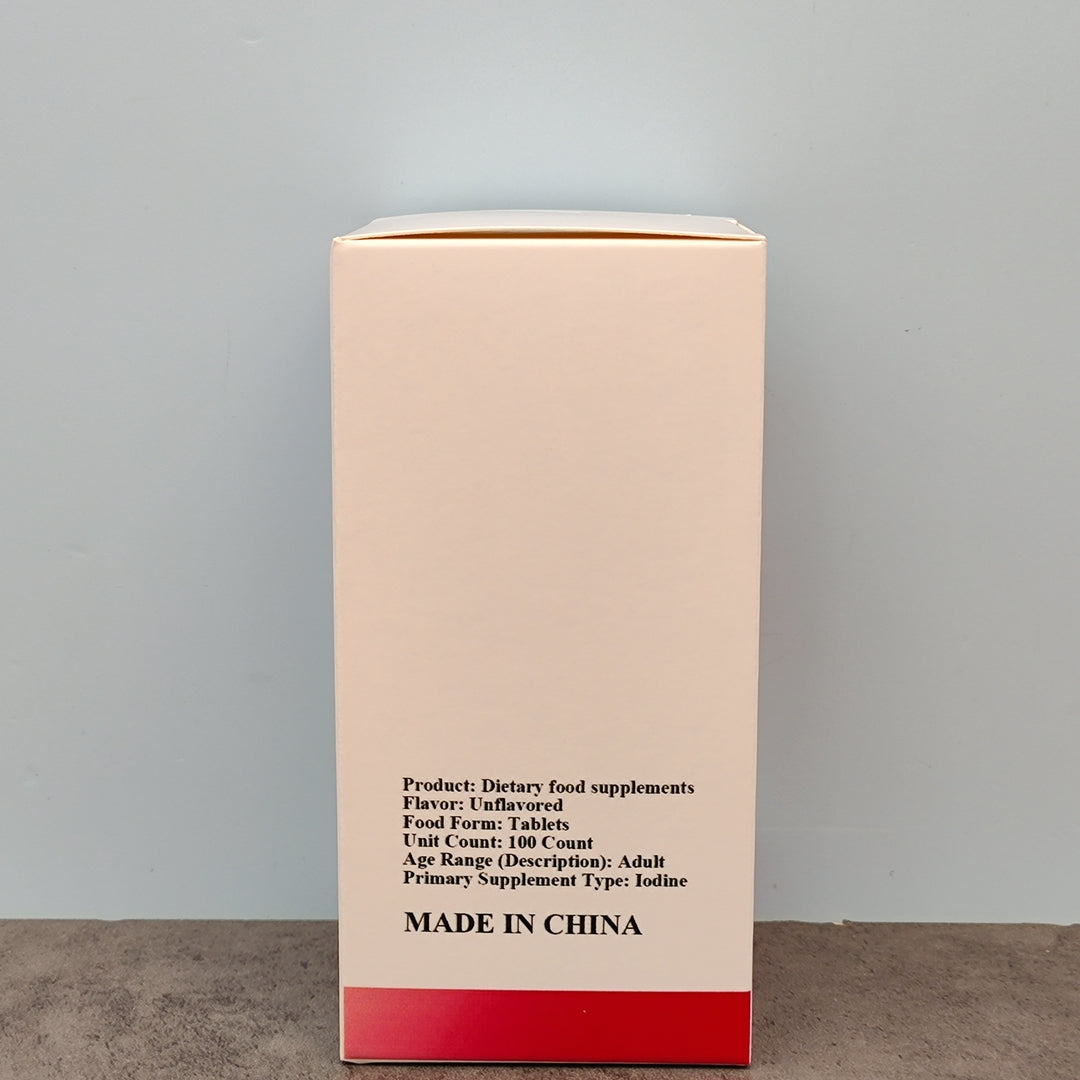 Product: Dietary food supplements
Flavor: Unflavored
Food Form: Tablets
Unit Count: 100 Count
Age Range (Description): Adult
Primary Supplement Type: Iodine
MADE IN CHINA